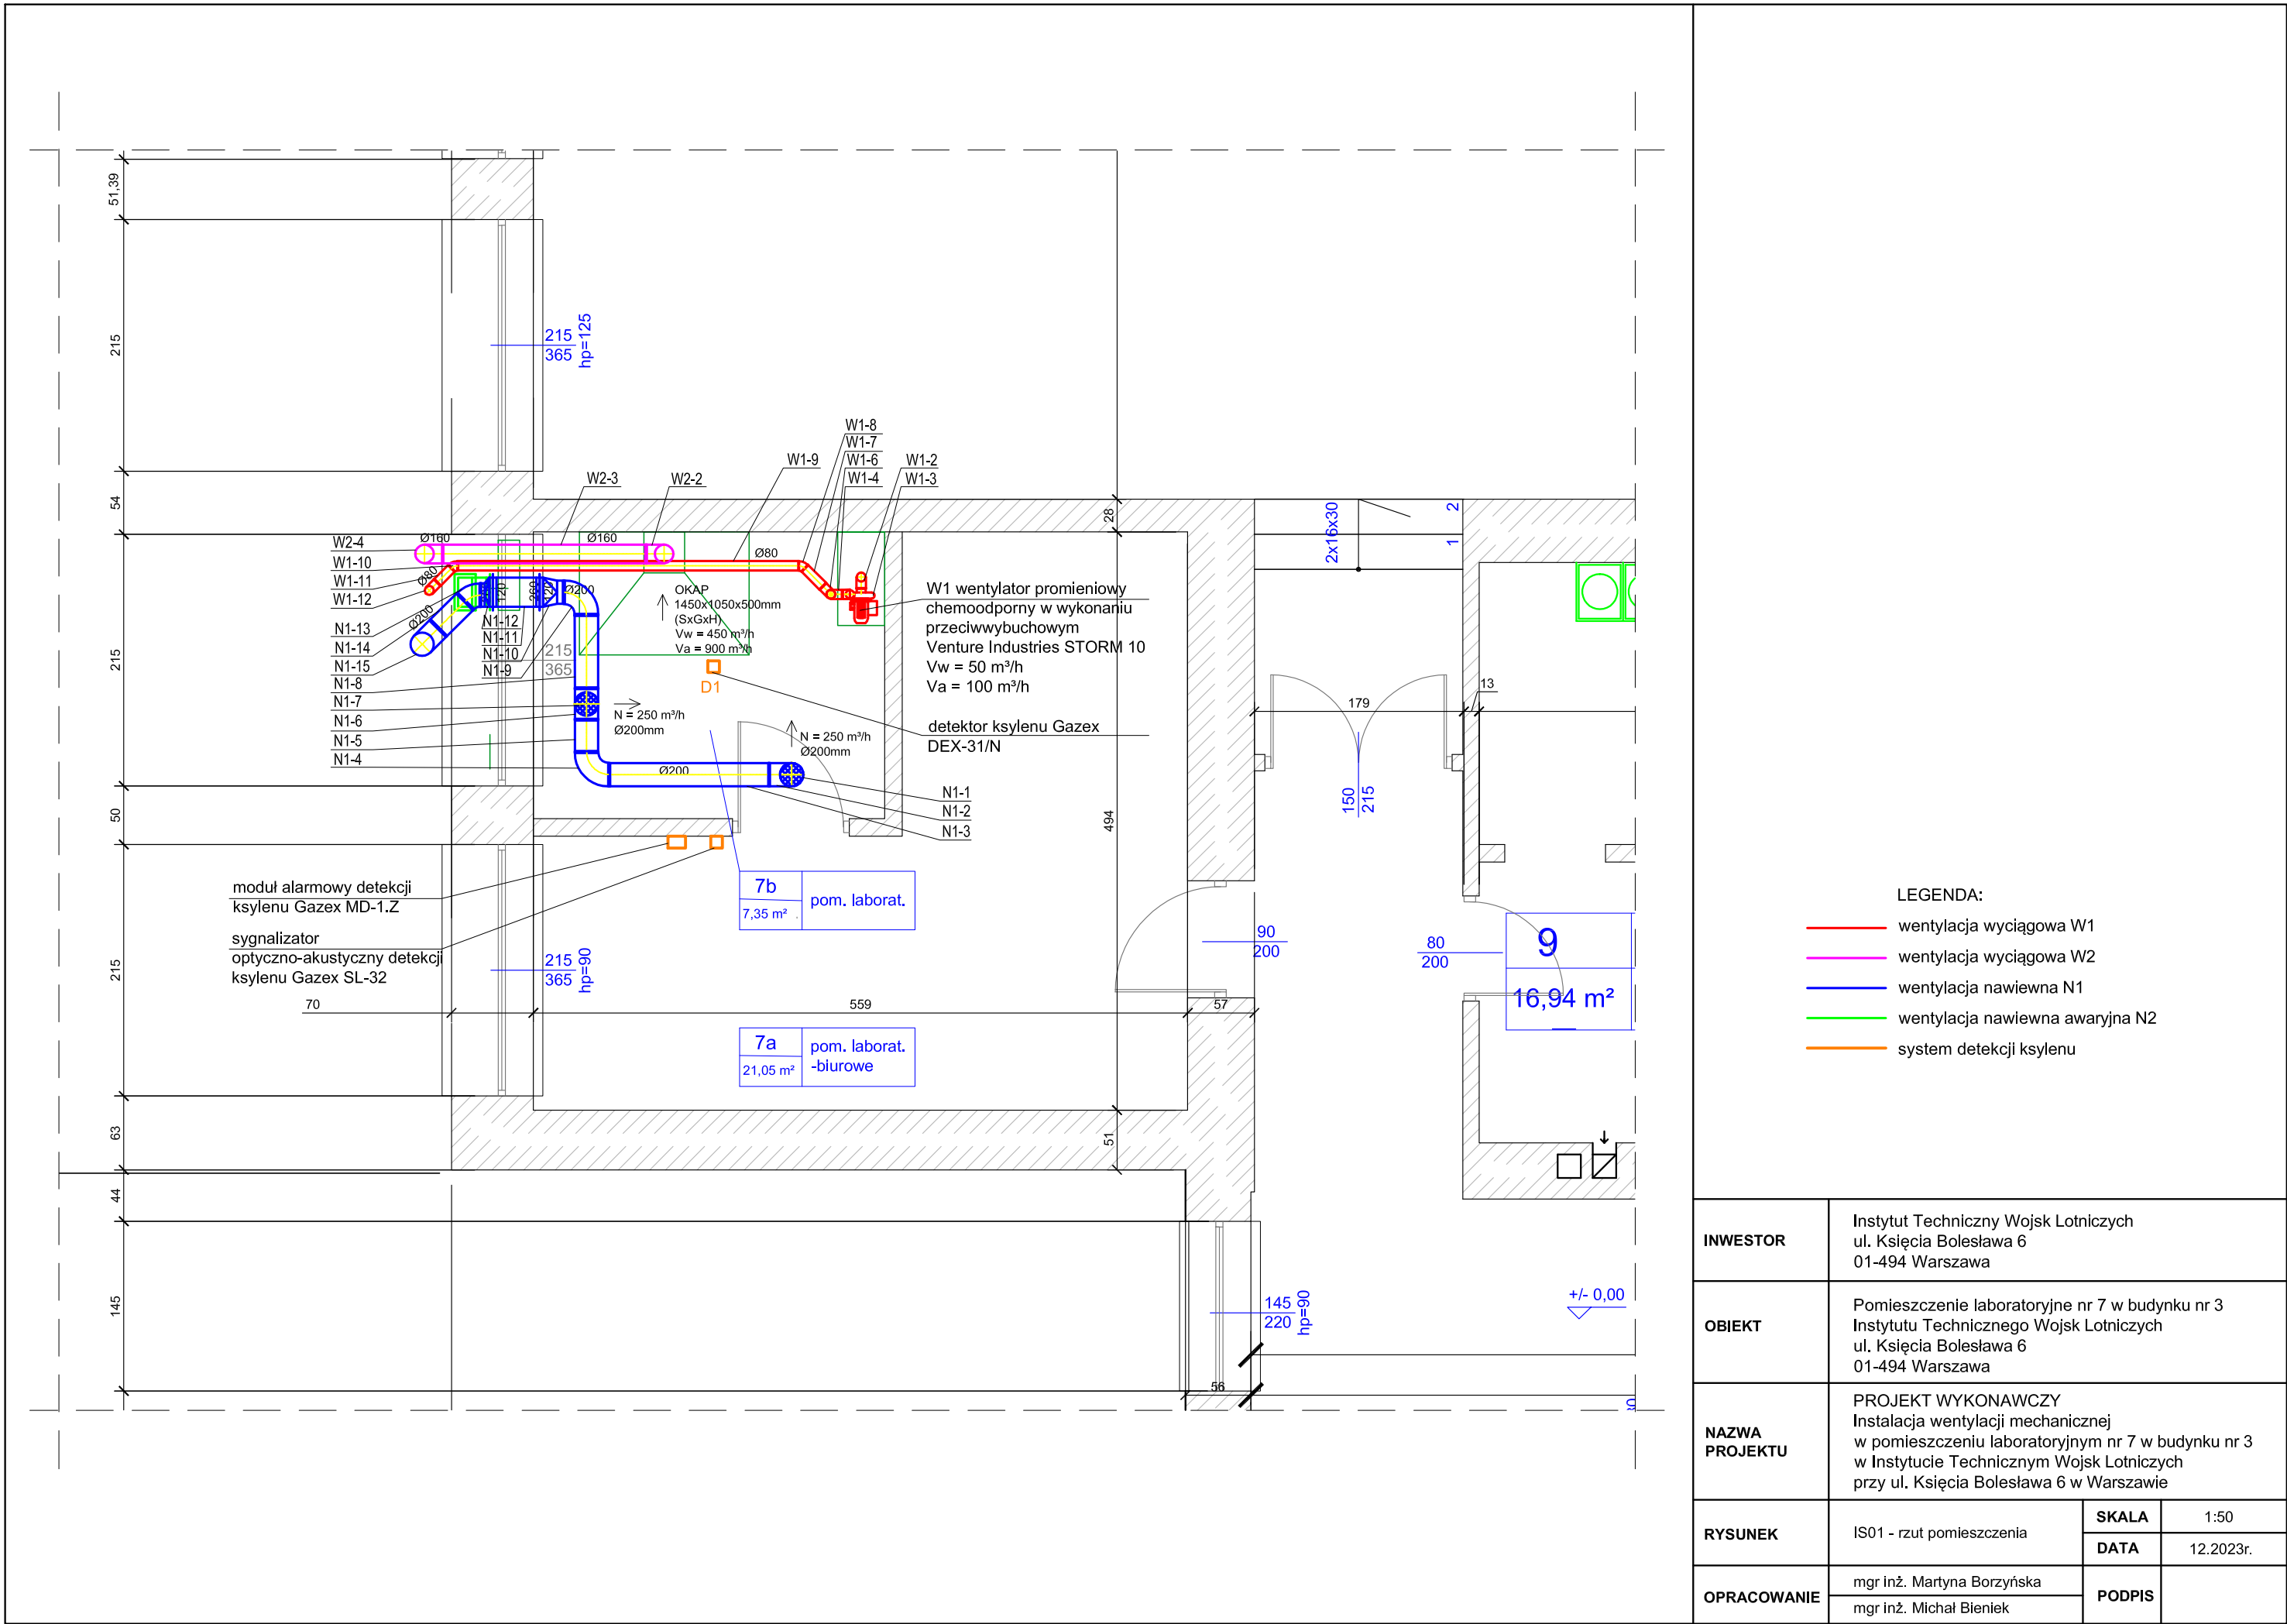 51,39
215
54
215
50
215
63
44
145
215
365
hp=125
W1-8
W1-7
W1-6
W1-4
W1-2
W1-3
W1-9
W2-3
W2-2
28
2x16x30
2
1
W2-4
W1-10
W1-11
W1-12
Ø160
Ø160
Ø80
Ø80
Ø200
Ø200
120
260
120
N1-13
N1-14
N1-15
N1-8
N1-7
N1-6
N1-5
N1-4
N1-12
N1-11
N1-10
N1-9
215
365
OKAP
1450x1050x500mm
(SxGxH)
Vw = 450 m³/h
Va = 900 m³/h
D1
W1 wentylator promieniowy
chemoodporny w wykonaniu
przeciwwybuchowym
Venture Industries STORM 10
Vw = 50 m³/h
Va = 100 m³/h
detektor ksylenu Gazex
DEX-31/N
N = 250 m³/h
Ø200mm
N = 250 m³/h
Ø200mm
Ø200
N1-1
N1-2
N1-3
494
179
13
150
215
moduł alarmowy detekcji
ksylenu Gazex MD-1.Z
sygnalizator
optyczno-akustyczny detekcji
ksylenu Gazex SL-32
7b
7,35 m²
pom. laborat.
215
365
hp=90
90
200
80
200
9
16,94 m²
70
559
57
7a
21,05 m²
pom. laborat.
-biurowe
51
145
220
hp=90
+/- 0,00
56
LEGENDA:
wentylacja wyciągowa W1
wentylacja wyciągowa W2
wentylacja nawiewna N1
wentylacja nawiewna awaryjna N2
system detekcji ksylenu
INWESTOR
Instytut Techniczny Wojsk Lotniczych
ul. Księcia Bolesława 6
01-494 Warszawa
OBIEKT
Pomieszczenie laboratoryjne nr 7 w budynku nr 3
Instytutu Technicznego Wojsk Lotniczych
ul. Księcia Bolesława 6
01-494 Warszawa
NAZWA
PROJEKTU
PROJEKT WYKONAWCZY
Instalacja wentylacji mechanicznej
w pomieszczeniu laboratoryjnym nr 7 w budynku nr 3
w Instytucie Technicznym Wojsk Lotniczych
przy ul. Księcia Bolesława 6 w Warszawie
RYSUNEK
IS01 - rzut pomieszczenia
SKALA
1:50
DATA
12.2023r.
OPRACOWANIE
mgr inż. Martyna Borzyńska
mgr inż. Michał Bieniek
PODPIS